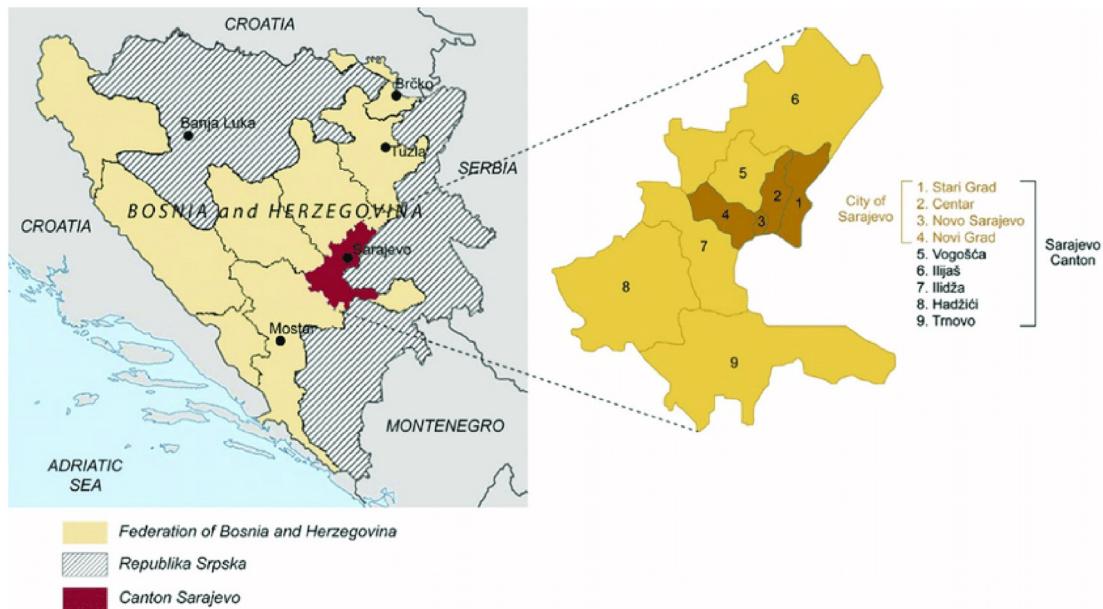 CROATIA
Brčko
Banja Luka
Tuzla
SERBIA
BOSNIA and HERZEGOVINA
CROATIA
Sarajevo
Mostar
MONTENEGRO
ADRIATIC
SEA
Federation of Bosnia and Herzegovina
Republika Srpska
Canton Sarajevo
6
5
2
1
4
3
7
8
9
City of
Sarajevo
1. Stari Grad
2. Centar
3. Novo Sarajevo
4. Novi Grad
5. Vogošća
6. Ilijaš
7. Ilidža
8. Hadžići
9. Trnovo
Sarajevo
Canton